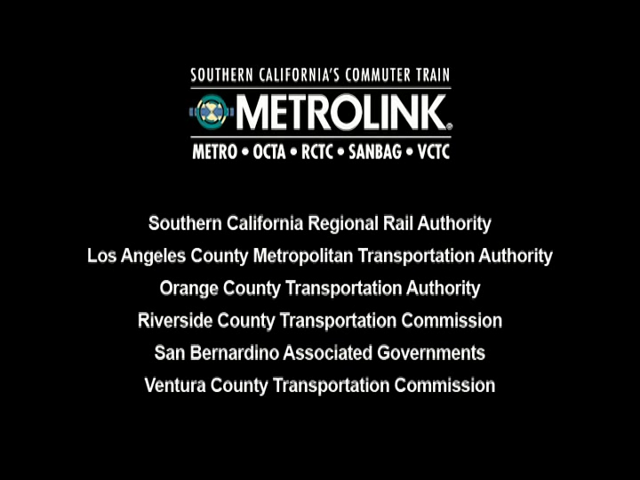 SOUTHERN CALIFORNIA'S COMMUTER TRAIN
METROLINK
METRO • OCTA • RCTC • SANBAG • VCTC
Southern California Regional Rail Authority
Los Angeles County Metropolitan Transportation Authority
Orange County Transportation Authority
Riverside County Transportation Commission
San Bernardino Associated Governments
Ventura County Transportation Commission